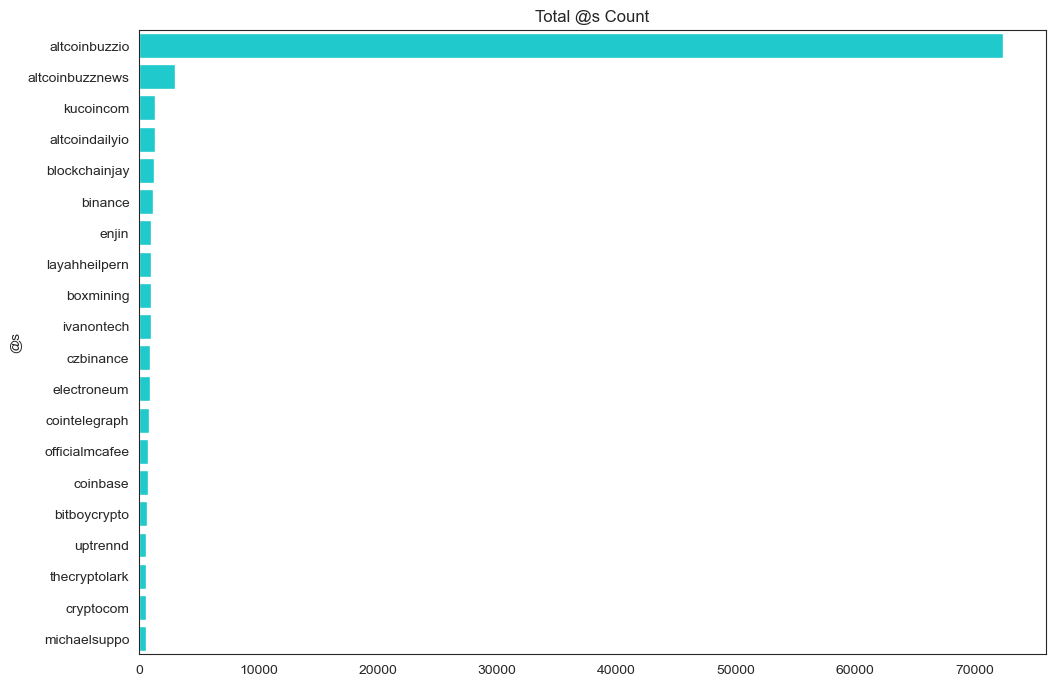 Total @s Count
altcoinbuzzio
altcoinbuzznews
kucoincom
altcoindailyio
blockchainjay
binance
enjin
layahheilpern
boxmining
ivanontech
@s
czbinance
electroneum
cointelegraph
officialmcafee
coinbase
bitboycrypto
uptrennd
thecryptolark
cryptocom
michaelsuppo
0 10000 20000 30000 40000 50000 60000 70000